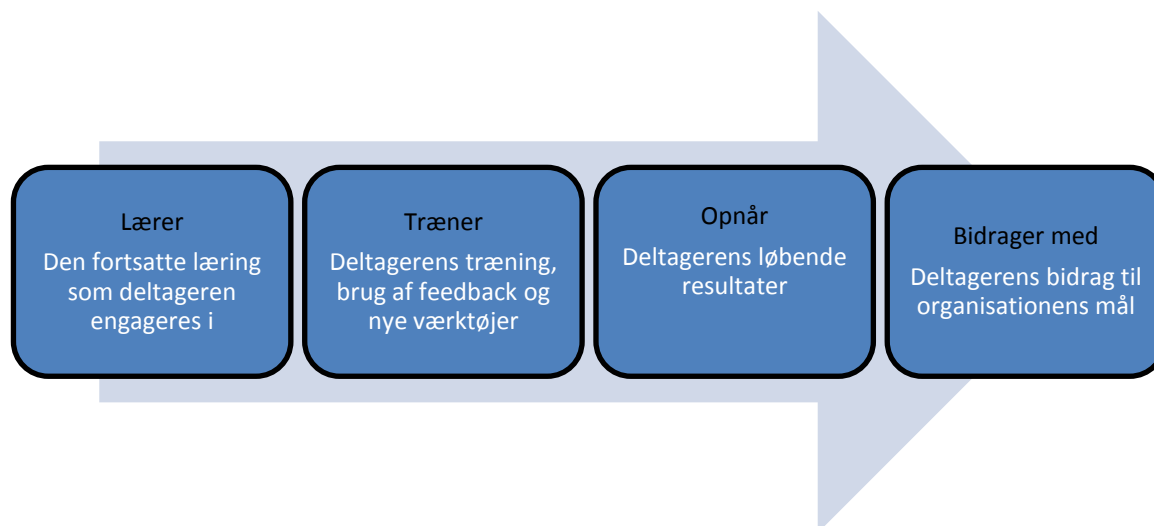 Lærer
Den fortsatte læring
som deltageren
engageres i
Træner
Deltagerens træning,
brug af feedback og
nye værktøjer
Opnår
Deltagerens løbende
resultater
Bidrager med
Deltagerens bidrag til
organisationens mål